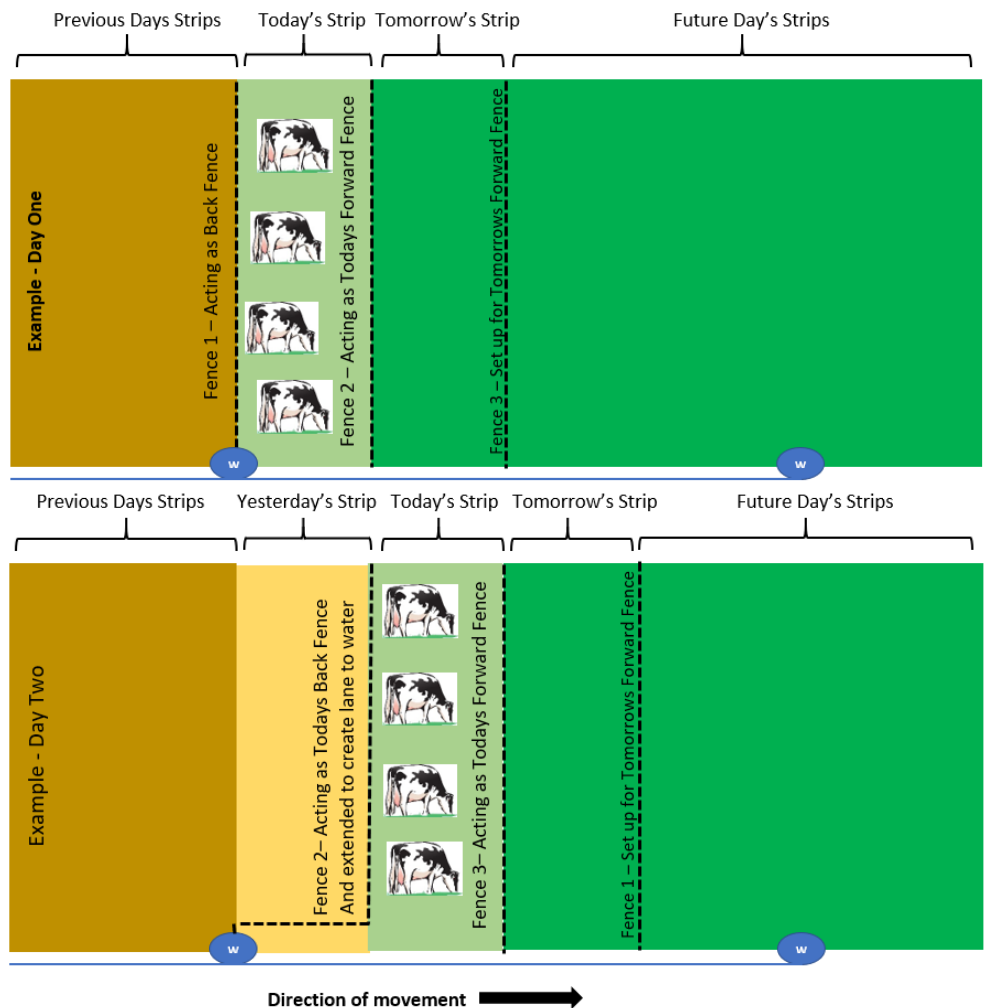 Previous Days Strips
Today's Strip
Tomorrow's Strip
Future Day's Strips
Example - Day One
Fence 1 – Acting as Back Fence
Fence 2 – Acting as Todays Forward Fence
Fence 3 – Set up for Tomorrows Forward Fence
w
w
Previous Days Strips
Yesterday's Strip
Today's Strip
Tomorrow's Strip
Future Day's Strips
Example - Day Two
Fence 2– Acting as Todays Back Fence
And extended to create lane to water
Fence 3– Acting as Todays Forward Fence
Fence 1 – Set up for Tomorrows Forward Fence
w
w
Direction of movement